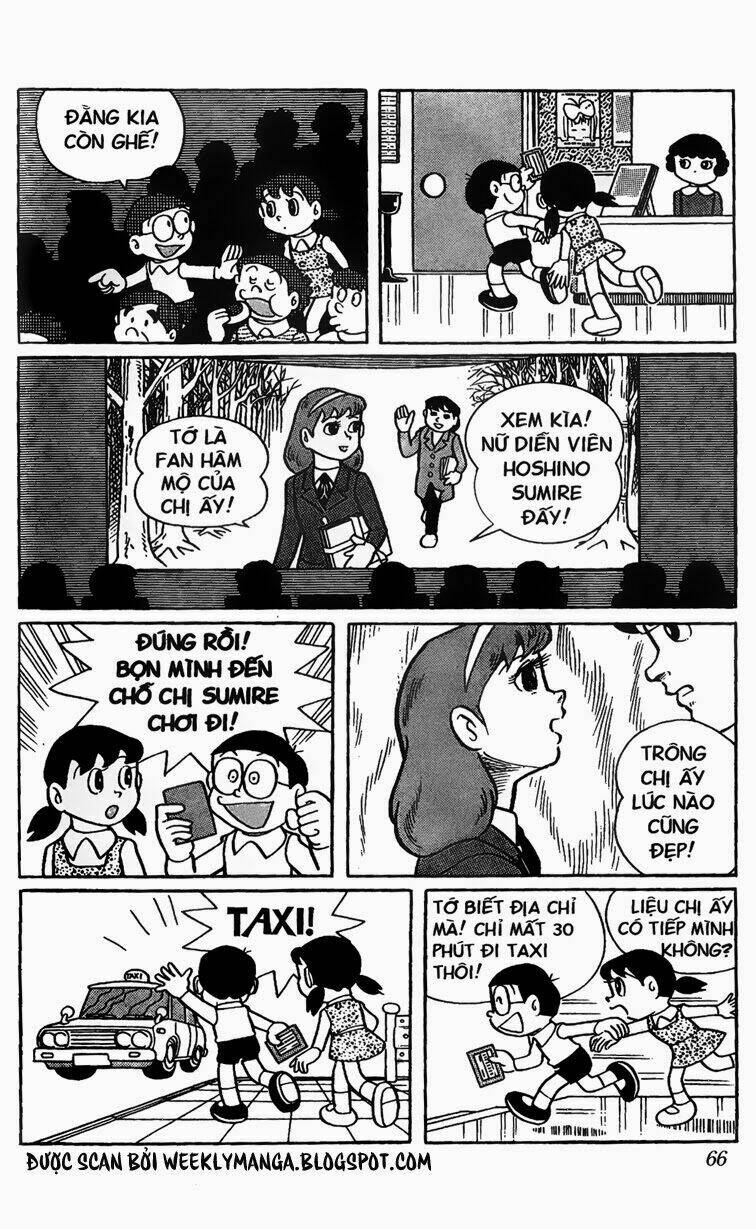 ĐẰNG KIA
CÒN GHẾ!
XEM KÌA!
NỮ DIỄN VIÊN
HOSHINO
SUMIRE
ĐẤY!
TỚ LÀ
FAN HÂM
MỘ CỦA
CHỊ ẤY!
TRÔNG
CHỊ ẤY
LÚC NÀO
CŨNG
ĐẸP!
ĐÚNG RỒI!
BỌN MÌNH ĐẾN
CHỖ CHỊ SUMIRE
CHƠI ĐI!
LIỆU CHỊ ẤY
CÓ TIẾP MÌNH
KHÔNG?
TỚ BIẾT ĐỊA CHỈ
MÀ! CHỈ MẤT 30
PHÚT ĐI TAXI
THÔI!
TAXI!
TAXI
ĐƯỢC SCAN BỞI WEEKLYMANGA.BLOGSPOT.COM
66